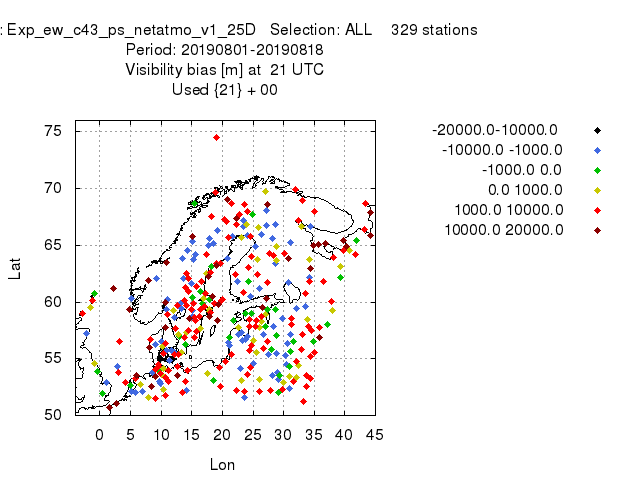 : Exp_ew_c43_ps_netatmo_v1_25D Selection: ALL 329 stations
Period: 20190801-20190818
Visibility bias [m] at 21 UTC
Used {21} + 00
-20000.0-10000.0
-10000.0 -1000.0
-1000.0 0.0
0.0 1000.0
1000.0 10000.0
10000.0 20000.0
75
70
65
60
55
50
Lat
0 5 10 15 20 25 30 35 40 45
Lon